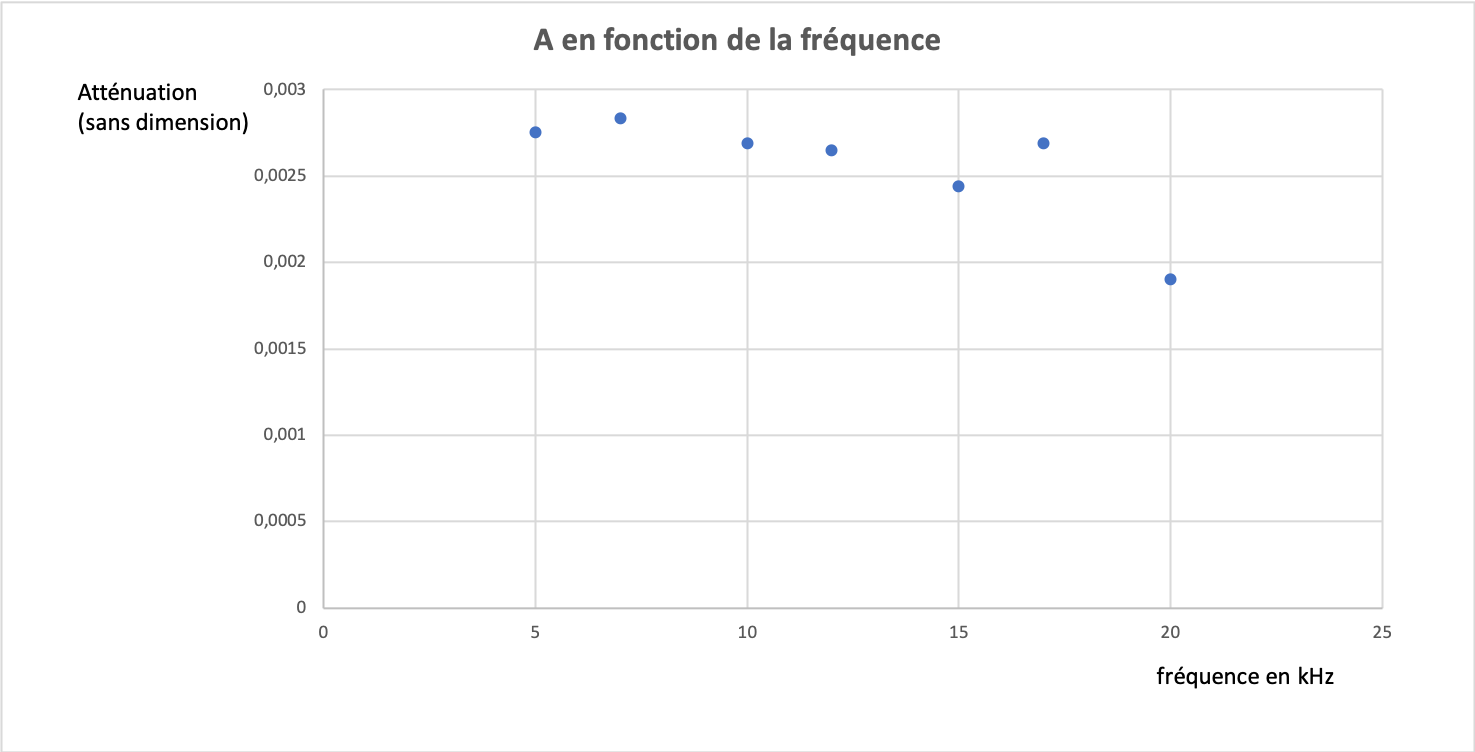 A en fonction de la fréquence
Atténuation
(sans dimension)
0,003
0,0025
0,002
0,0015
0,001
0,0005
0
0 5 10 15 20 25
fréquence en kHz